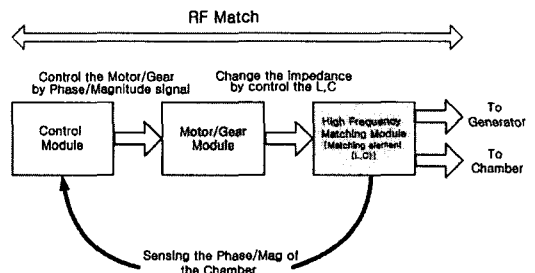 RF Match
Control the Motor/Gear
by Phase/Magnitude signal
Change the impedance
by control the L,C
Control
Module
Motor/Gear
Module
High Frequency
Matching Module
(Matching element
(L,C))
To
Generator
To
Chamber
Sensing the Phase/Mag of
the Chamber